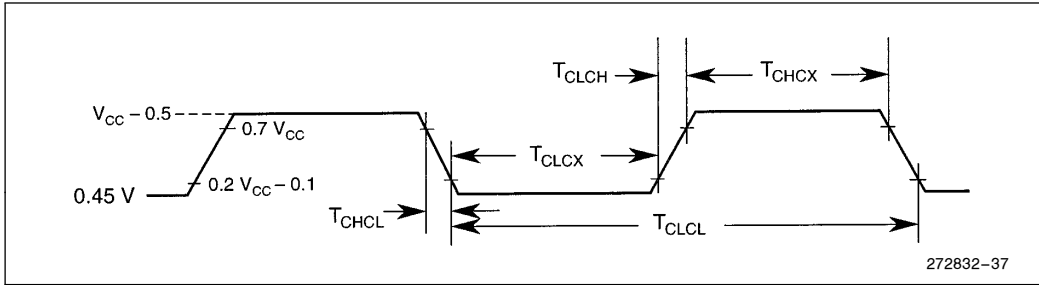 T_CLCH
T_CHCX
V_CC – 0.5
0.7 V_CC
T_CLCX
0.2 V_CC – 0.1
0.45 V
T_CHCL
T_CLCL
272832–37